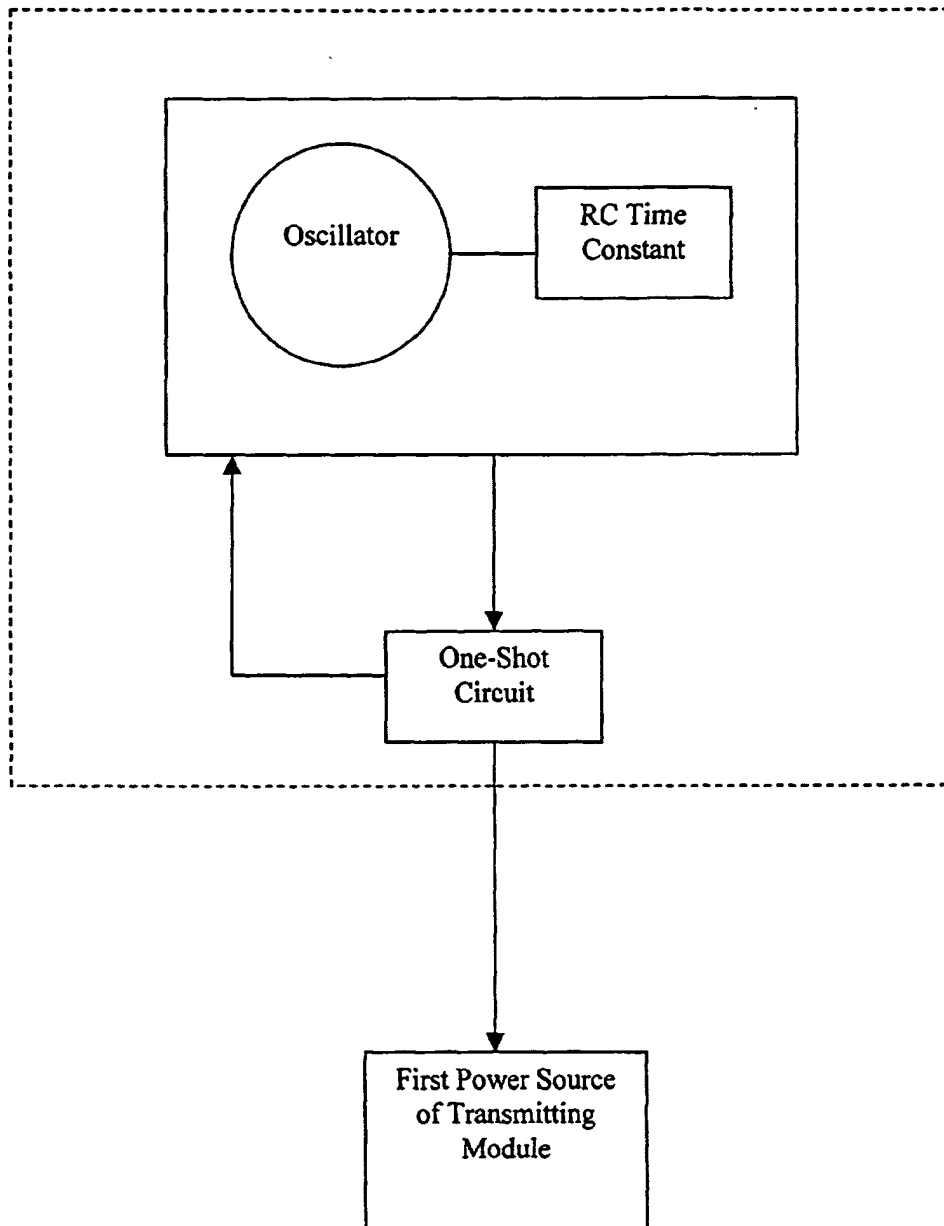 Oscillator
RC Time
Constant
One-Shot
Circuit
First Power Source
of Transmitting
Module